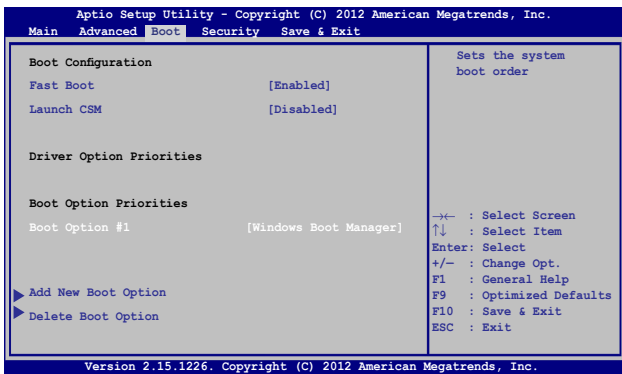 Aptio Setup Utility - Copyright (C) 2012 American Megatrends, Inc.
Main Advanced Boot Security Save & Exit
Boot Configuration
Fast Boot [Enabled]
Launch CSM [Disabled]
Driver Option Priorities
Boot Option Priorities
Boot Option #1 [Windows Boot Manager]
Add New Boot Option
Delete Boot Option
Sets the system
boot order
→← : Select Screen
↑↓ : Select Item
Enter: Select
+/— : Change Opt.
F1 : General Help
F9 : Optimized Defaults
F10 : Save & Exit
ESC : Exit
Version 2.15.1226. Copyright (C) 2012 American Megatrends, Inc.